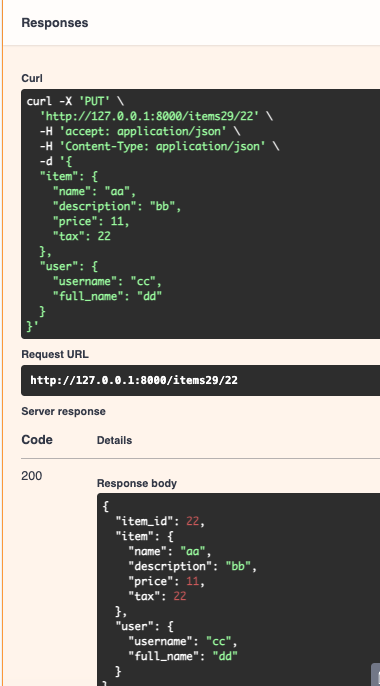 Responses
Curl
curl -X 'PUT' \
  'http://127.0.0.1:8000/items29/22' \
  -H 'accept: application/json' \
  -H 'Content-Type: application/json' \
  -d '{
  "item": {
    "name": "aa",
    "description": "bb",
    "price": 11,
    "tax": 22
  },
  "user": {
    "username": "cc",
    "full_name": "dd"
  }
}'
Request URL
http://127.0.0.1:8000/items29/22
Server response
Code Details
200
Response body
{
  "item_id": 22,
  "item": {
    "name": "aa",
    "description": "bb",
    "price": 11,
    "tax": 22
  },
  "user": {
    "username": "cc",
    "full_name": "dd"
  }
}